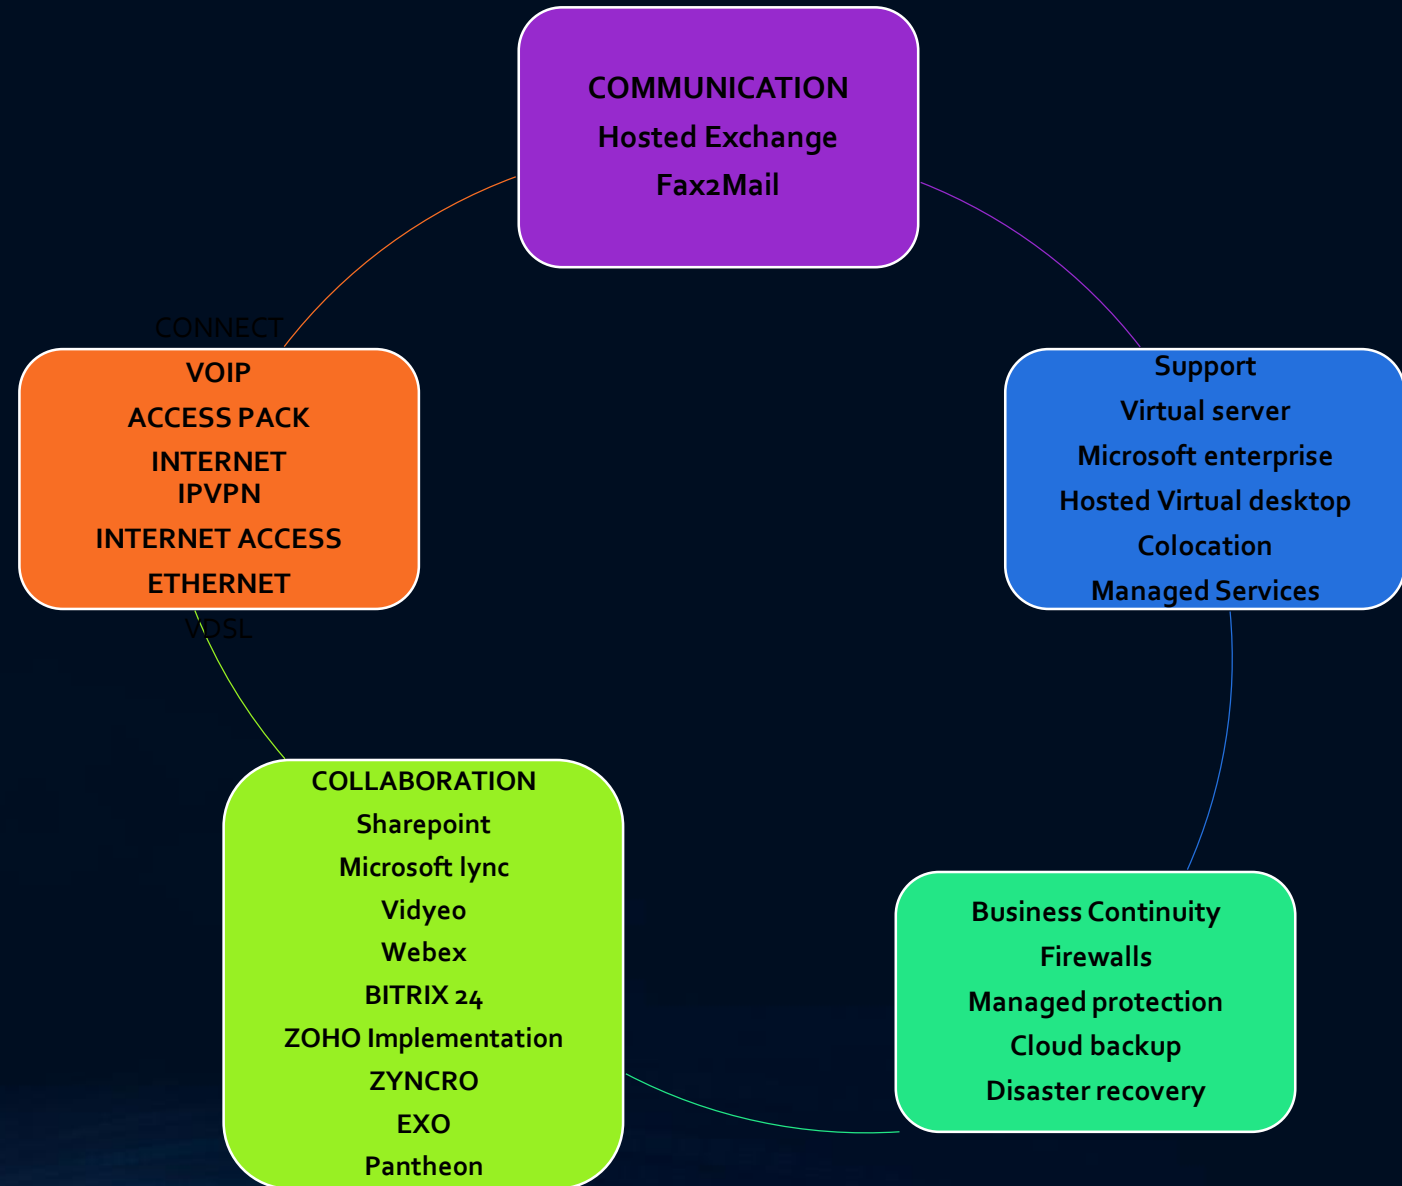 COMMUNICATION
Hosted Exchange
Fax2Mail
CONNECT
VOIP
ACCESS PACK
INTERNET
IPVPN
INTERNET ACCESS
ETHERNET
VDSL
Support
Virtual server
Microsoft enterprise
Hosted Virtual desktop
Colocation
Managed Services
COLLABORATION
Sharepoint
Microsoft lync
Vidyeo
Webex
BITRIX 24
ZOHO Implementation
ZYNCRO
EXO
Pantheon
Business Continuity
Firewalls
Managed protection
Cloud backup
Disaster recovery